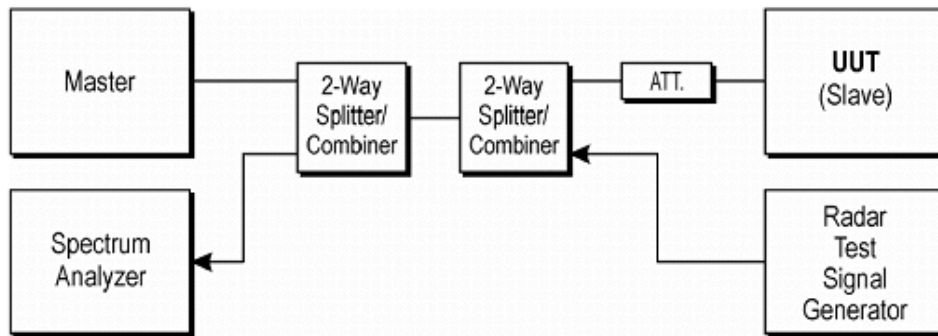 Master
2-Way
Splitter/
Combiner
2-Way
Splitter/
Combiner
ATT.
UUT
(Slave)
Spectrum
Analyzer
Radar
Test
Signal
Generator